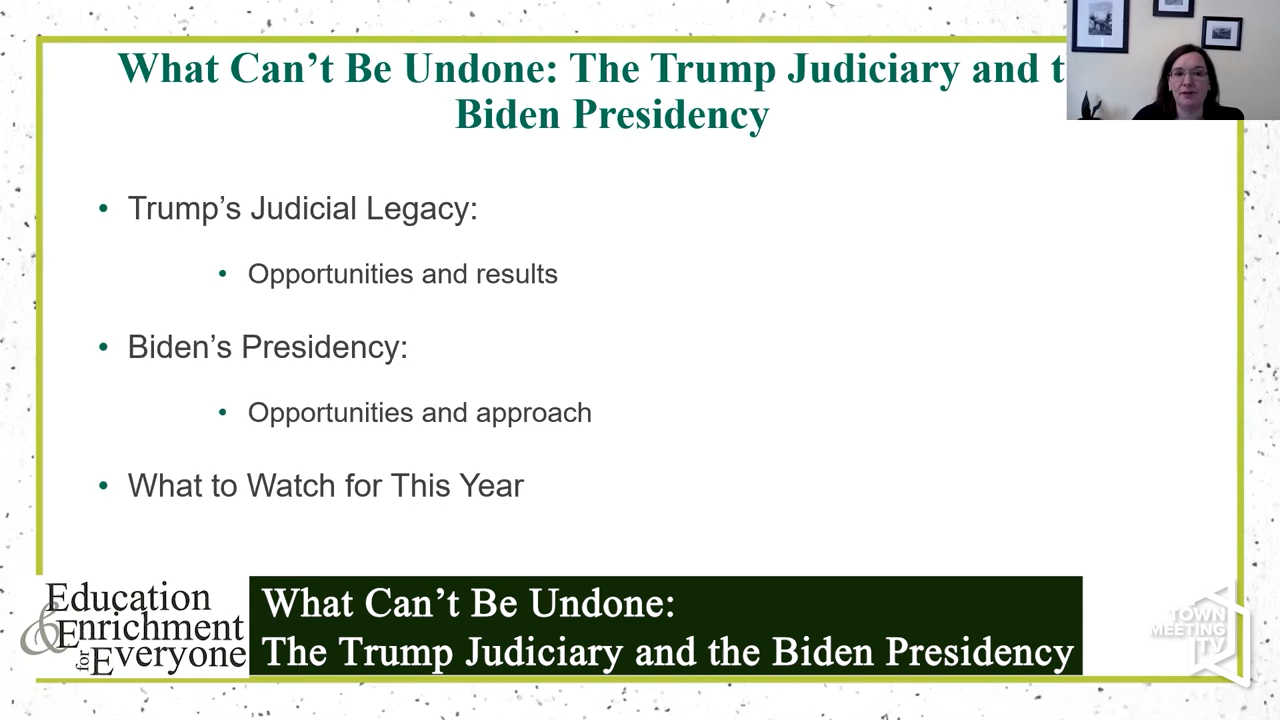 What Can’t Be Undone: The Trump Judiciary and t
Biden Presidency
• Trump’s Judicial Legacy:
• Opportunities and results
• Biden’s Presidency:
• Opportunities and approach
• What to Watch for This Year
Education
& Enrichment
for Everyone
What Can’t Be Undone:
The Trump Judiciary and the Biden Presidency
TOWN
MEETING
TV